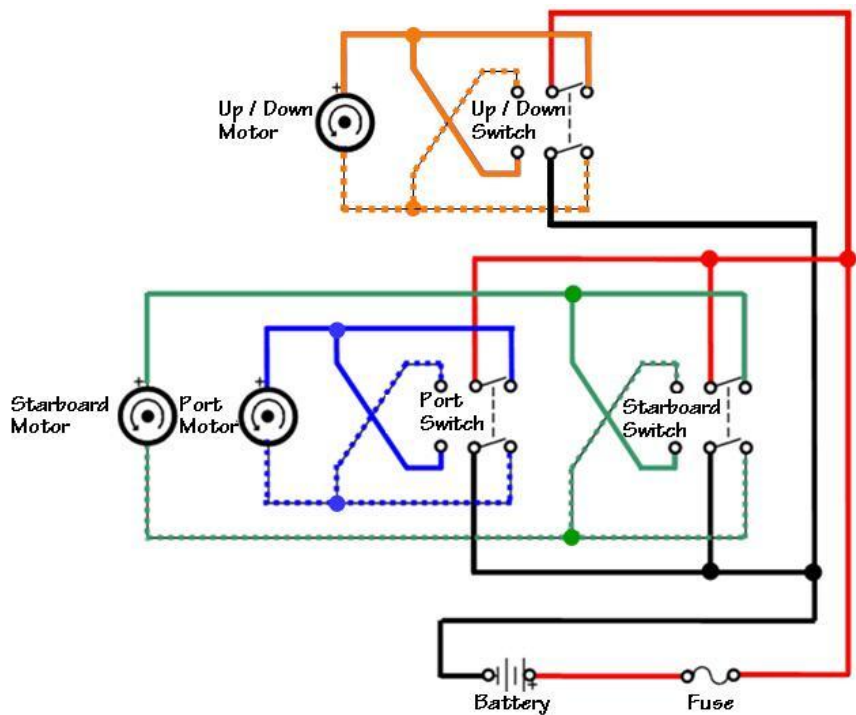 +
Up / Down
Motor
Up / Down
Switch
+
+
Starboard
Motor
Port
Motor
Port
Switch
Starboard
Switch
+
Battery
Fuse